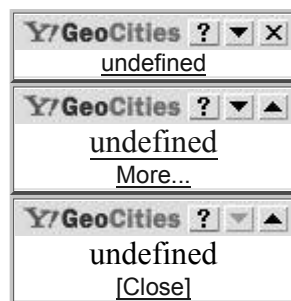 Y! GeoCities ? ▼ X
undefined
Y! GeoCities ? ▼ ▲
undefined
More...
Y! GeoCities ? ▼ ▲
undefined
[Close]